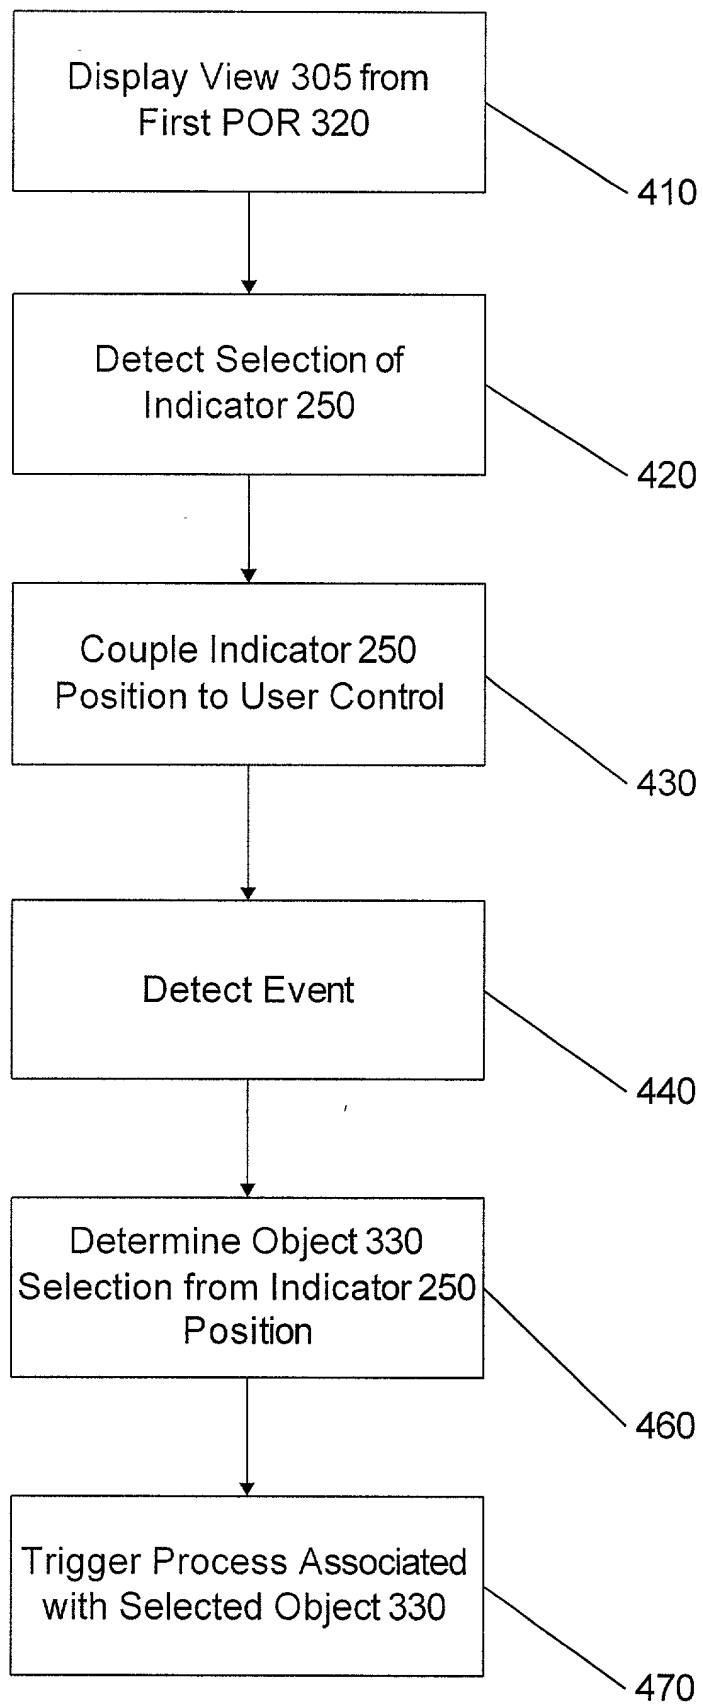 Display View 305 from
First POR 320
410
Detect Selection of
Indicator 250
420
Couple Indicator 250
Position to User Control
430
Detect Event
440
Determine Object 330
Selection from Indicator 250
Position
460
Trigger Process Associated
with Selected Object 330
470